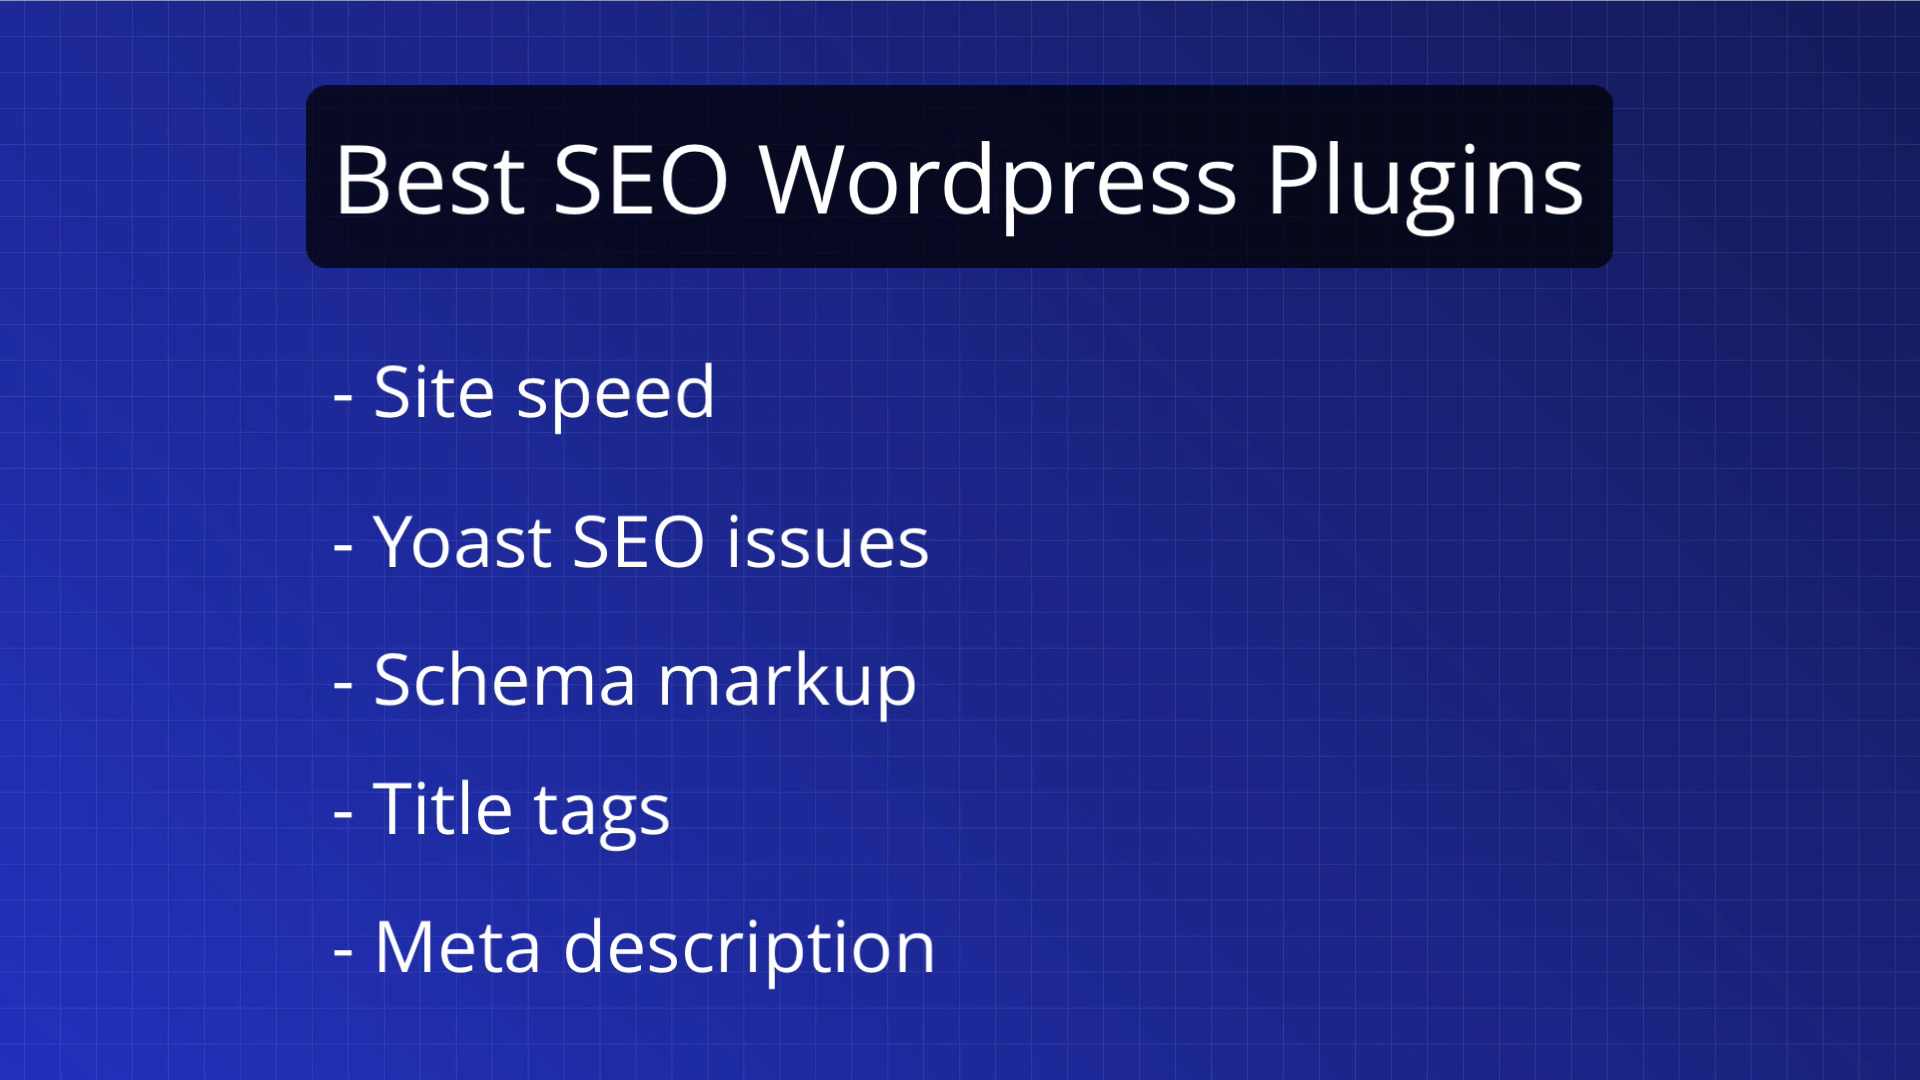 Best SEO Wordpress Plugins
- Site speed
- Yoast SEO issues
- Schema markup
- Title tags
- Meta description